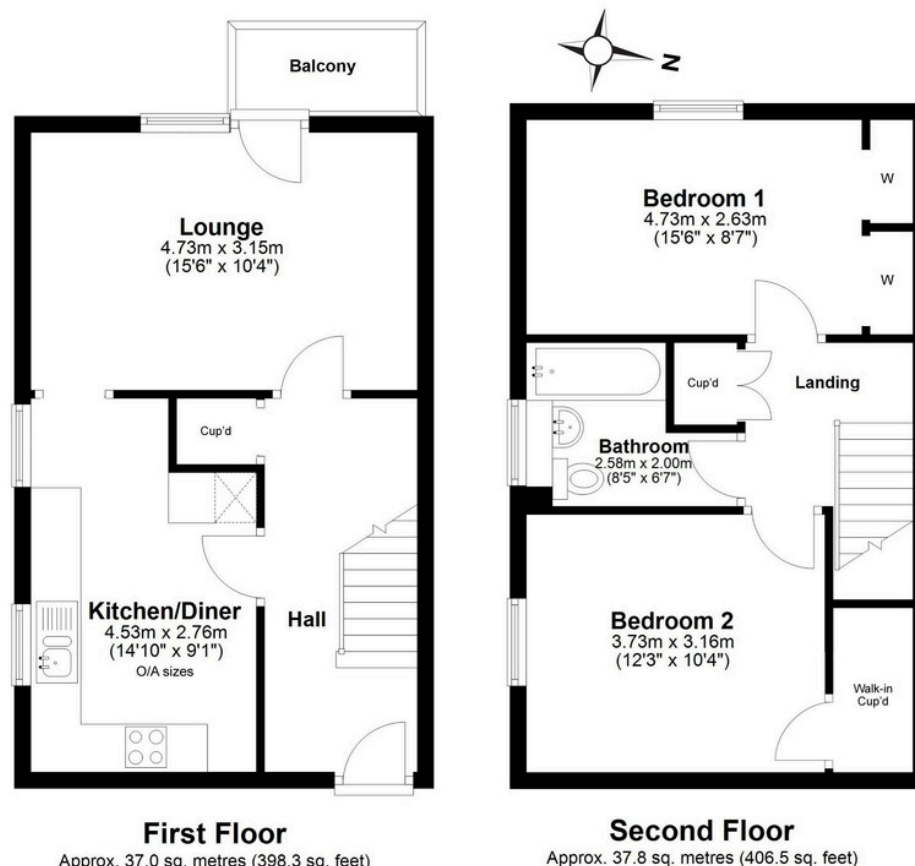 Balcony
Lounge
4.73m x 3.15m
(15'6" x 10'4")
Cup'd
Kitchen/Diner
4.53m x 2.76m
(14'10" x 9'1")
O/A sizes
Hall
First Floor
Approx. 37.0 sq. metres (398.3 sq. feet)
N
Bedroom 1
4.73m x 2.63m
(15'6" x 8'7")
W
W
Cup'd
Landing
Bathroom
2.58m x 2.00m
(8'5" x 6'7")
Bedroom 2
3.73m x 3.16m
(12'3" x 10'4")
Walk-in
Cup'd
Second Floor
Approx. 37.8 sq. metres (406.5 sq. feet)